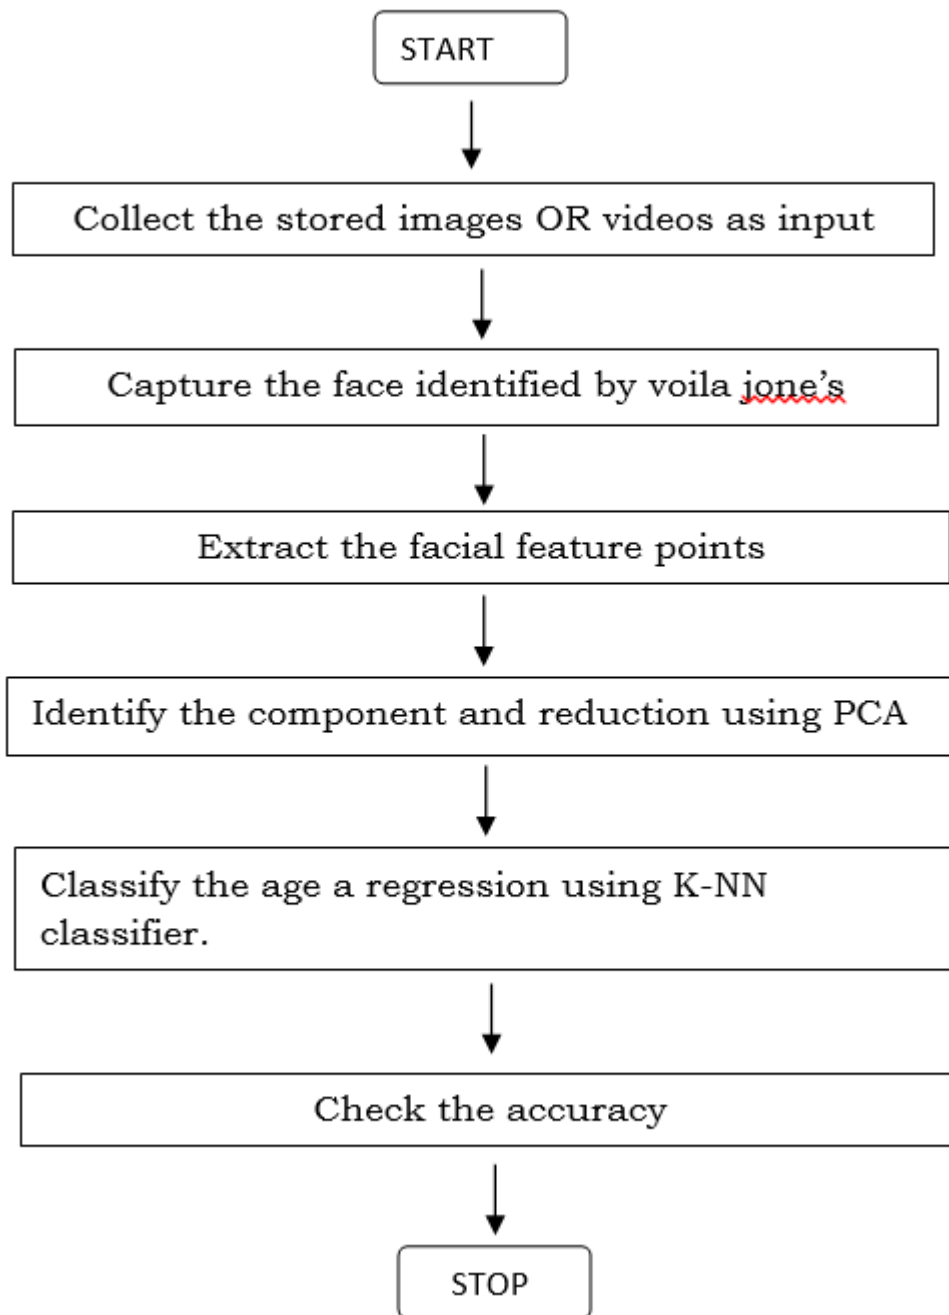 START
Collect the stored images OR videos as input
Capture the face identified by voila jone’s
Extract the facial feature points
Identify the component and reduction using PCA
Classify the age a regression using K-NN
classifier.
Check the accuracy
STOP